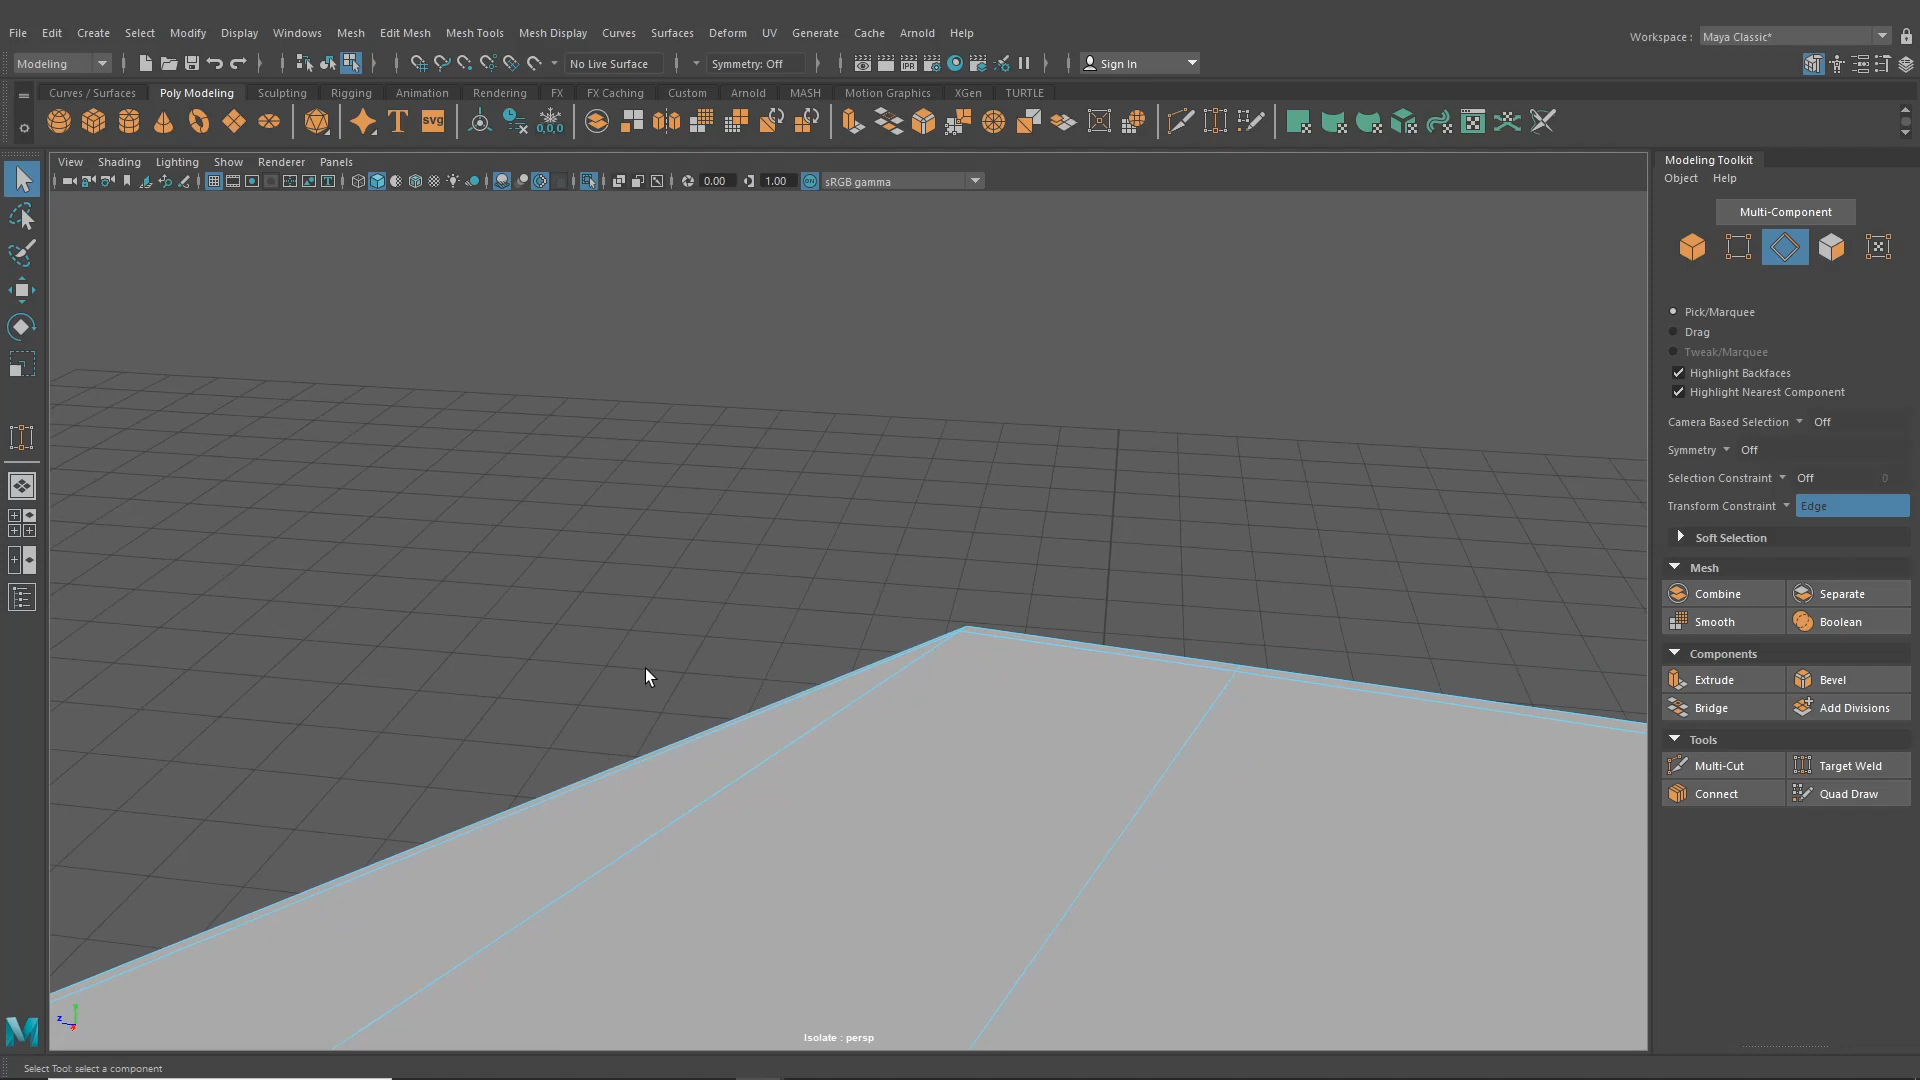 File Edit Create Select Modify Display Windows Mesh Edit Mesh Mesh Tools Mesh Display Curves Surfaces Deform UV Generate Cache Arnold Help
Workspace : Maya Classic*
Modeling No Live Surface Symmetry: Off Sign In
Curves / Surfaces Poly Modeling Sculpting Rigging Animation Rendering FX FX Caching Custom Arnold MASH Motion Graphics XGen TURTLE
T SVG 0,0,0
View Shading Lighting Show Renderer Panels
0.00 1.00 ON sRGB gamma
Modeling Toolkit
Object Help
Multi-Component
Pick/Marquee
Drag
Tweak/Marquee
Highlight Backfaces
Highlight Nearest Component
Camera Based Selection Off
Symmetry Off
Selection Constraint Off 0
Transform Constraint Edge
Soft Selection
Mesh
Combine Separate
Smooth Boolean
Components
Extrude Bevel
Bridge Add Divisions
Tools
Multi-Cut Target Weld
Connect Quad Draw
y
z
x
Isolate : persp
M
Select Tool: select a component